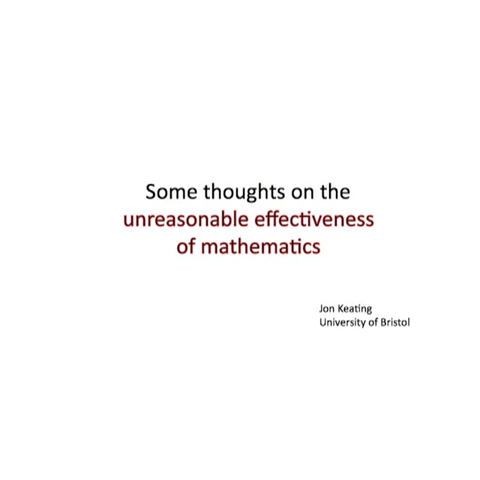 Some thoughts on the
unreasonable effectiveness
of mathematics
Jon Keating
University of Bristol